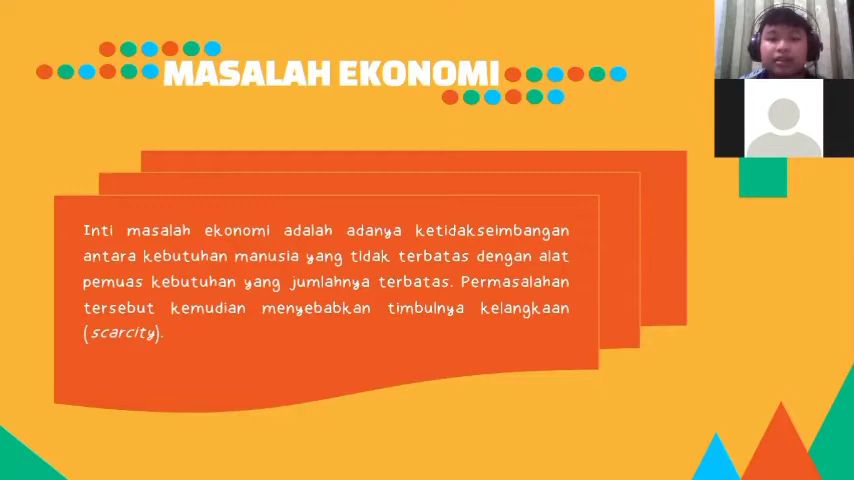 MASALAH EKONOMI
Inti masalah ekonomi adalah adanya ketidakseimbangan
antara kebutuhan manusia yang tidak terbatas dengan alat
pemuas kebutuhan yang jumlahnya terbatas. Permasalahan
tersebut kemudian menyebabkan timbulnya kelangkaan
(scarcity).